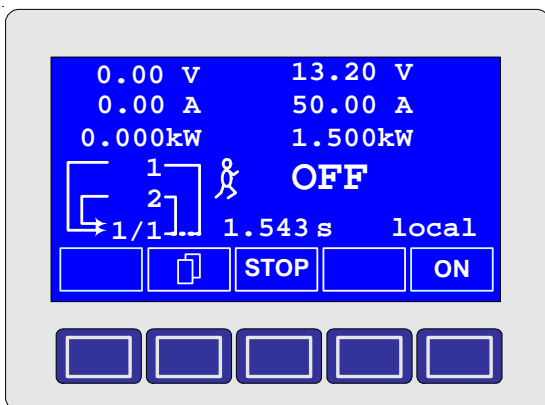 0.00 V 13.20 V
0.00 A 50.00 A
0.000kW 1.500kW
1 OFF
2
1/1 1.543s local
STOP ON